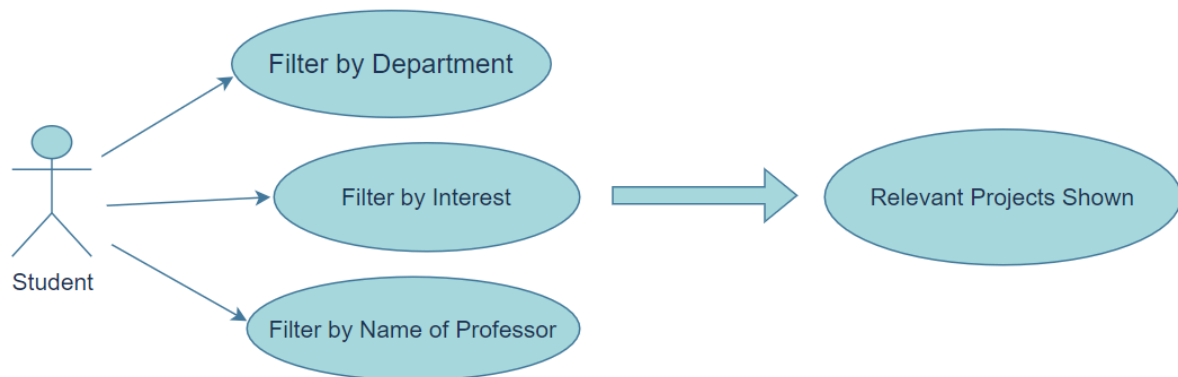 Filter by Department
Filter by Interest
Relevant Projects Shown
Student
Filter by Name of Professor